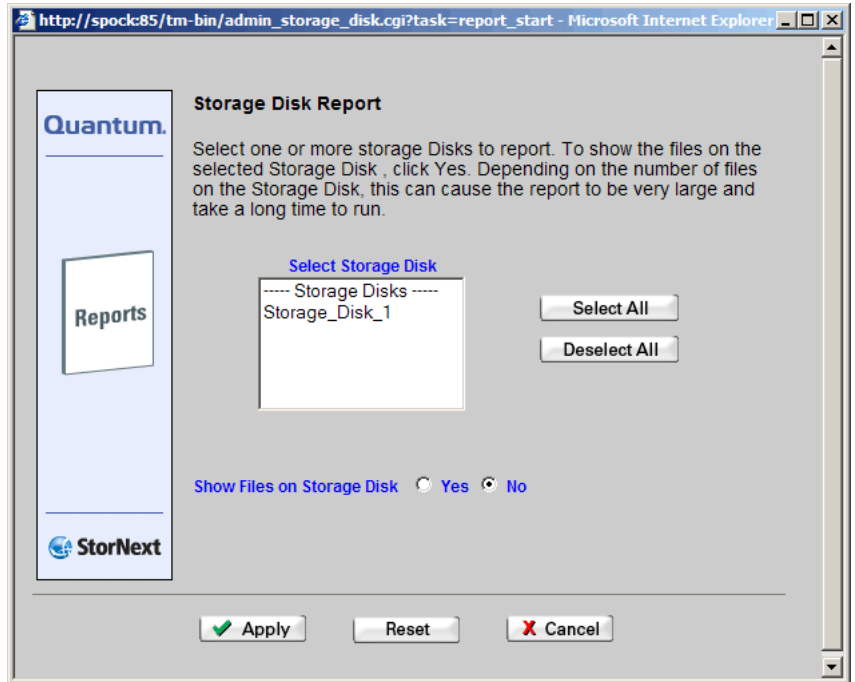 http://spock:85/tm-bin/admin_storage_disk.cgi?task=report_start - Microsoft Internet Explorer
Quantum.
Reports
StorNext
Storage Disk Report
Select one or more storage Disks to report. To show the files on the
selected Storage Disk , click Yes. Depending on the number of files
on the Storage Disk, this can cause the report to be very large and
take a long time to run.
Select Storage Disk
----- Storage Disks -----
Storage_Disk_1
Select All
Deselect All
Show Files on Storage Disk Yes No
Apply Reset X Cancel